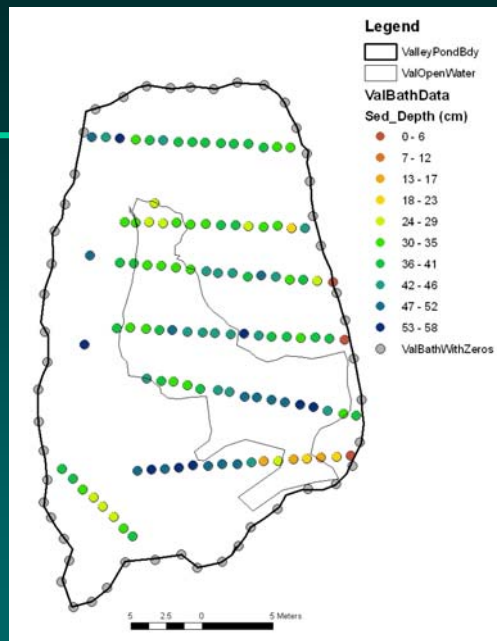 Legend
ValleyPondBdy
ValOpenWater
ValBathData
Sed_Depth (cm)
0 - 6
7 - 12
13 - 17
18 - 23
24 - 29
30 - 35
36 - 41
42 - 46
47 - 52
53 - 58
ValBathWithZeros
5 2.5 0 5 Meters